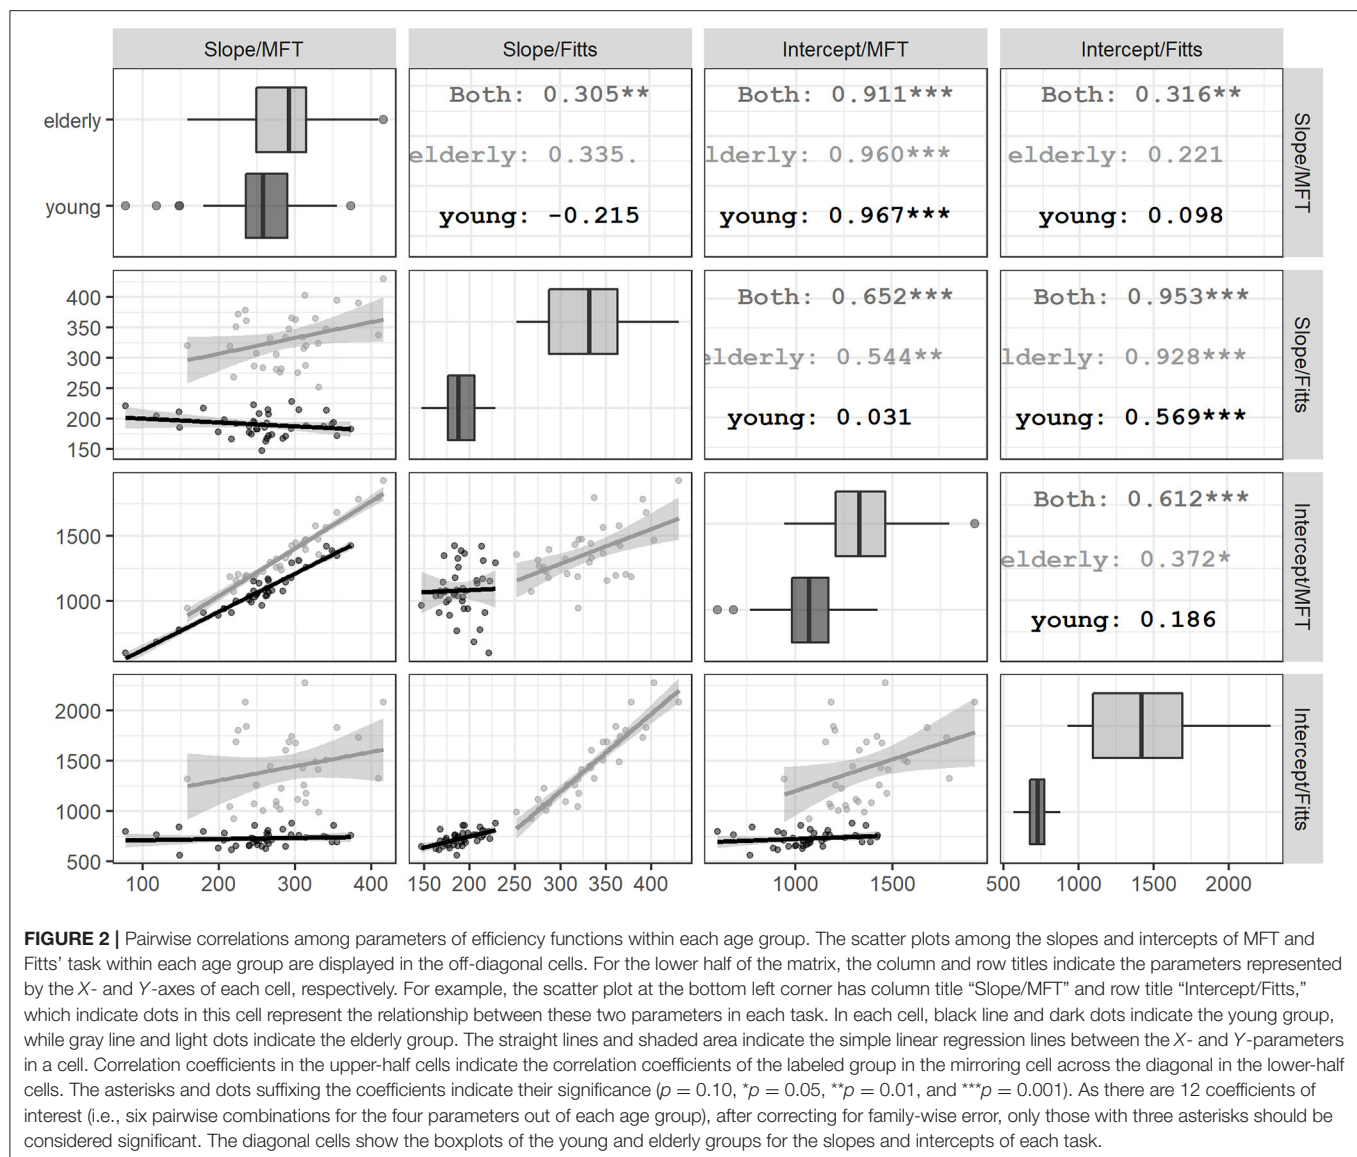 Slope/MFT Slope/Fitts Intercept/MFT Intercept/Fitts
elderly
young
Both: 0.305** Both: 0.911*** Both: 0.316**
elderly: 0.335. lderly: 0.960*** elderly: 0.221
young: -0.215 young: 0.967*** young: 0.098
Slope/MFT
400
350
300
250
200
150
Both: 0.652*** Both: 0.953***
elderly: 0.544** lderly: 0.928***
young: 0.031 young: 0.569***
Slope/Fitts
1500
1000
Both: 0.612***
elderly: 0.372*
young: 0.186
Intercept/MFT
2000
1500
1000
500
Intercept/Fitts
100 200 300 400 150 200 250 300 350 400 1000 1500 500 1000 1500 2000
FIGURE 2 | Pairwise correlations among parameters of efficiency functions within each age group. The scatter plots among the slopes and intercepts of MFT and
Fitts’ task within each age group are displayed in the off-diagonal cells. For the lower half of the matrix, the column and row titles indicate the parameters represented
by the X- and Y-axes of each cell, respectively. For example, the scatter plot at the bottom left corner has column title “Slope/MFT” and row title “Intercept/Fitts,”
which indicate dots in this cell represent the relationship between these two parameters in each task. In each cell, black line and dark dots indicate the young group,
while gray line and light dots indicate the elderly group. The straight lines and shaded area indicate the simple linear regression lines between the X- and Y-parameters
in a cell. Correlation coefficients in the upper-half cells indicate the correlation coefficients of the labeled group in the mirroring cell across the diagonal in the lower-half
cells. The asterisks and dots suffixing the coefficients indicate their significance (p = 0.10, *p = 0.05, **p = 0.01, and ***p = 0.001). As there are 12 coefficients of
interest (i.e., six pairwise combinations for the four parameters out of each age group), after correcting for family-wise error, only those with three asterisks should be
considered significant. The diagonal cells show the boxplots of the young and elderly groups for the slopes and intercepts of each task.